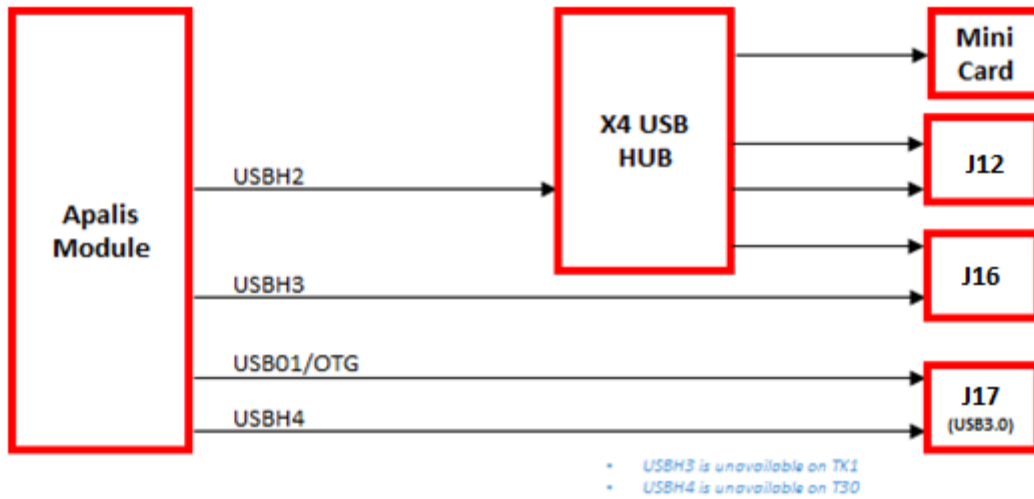 Apalis
Module
USBH2
USBH3
USB01/OTG
USBH4
X4 USB
HUB
Mini
Card
J12
J16
J17
(USB3.0)
• USBH3 is unavailable on TK1
• USBH4 is unavailable on T30